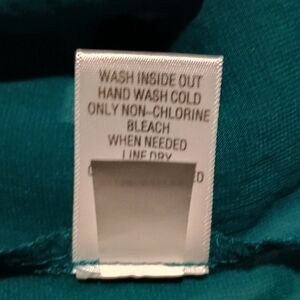 WASH INSIDE OUT
HAND WASH COLD
ONLY NON-CHLORINE
BLEACH
WHEN NEEDED
LINE DRY